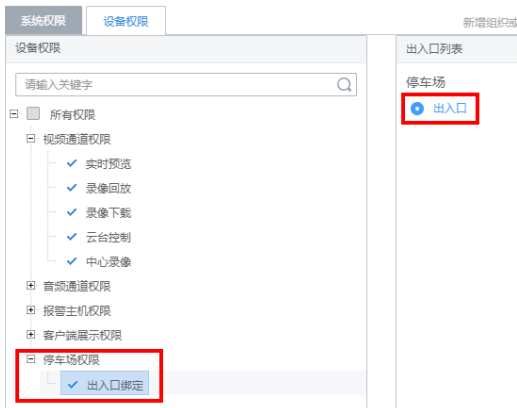 系统权限
设备权限
新增组织或
设备权限
请输入关键字
所有权限
视频通道权限
实时预览
录像回放
录像下载
云台控制
中心录像
音频通道权限
报警主机权限
客户端展示权限
停车场权限
出入口绑定
出入口列表
停车场
出入口